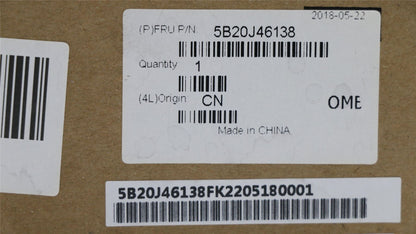 2018-05-22
(P)FRU P/N: 5B20J46138
Quantity 1
(4L)Origin CN
OME
Made in CHINA
5B20J46138FK2205180001